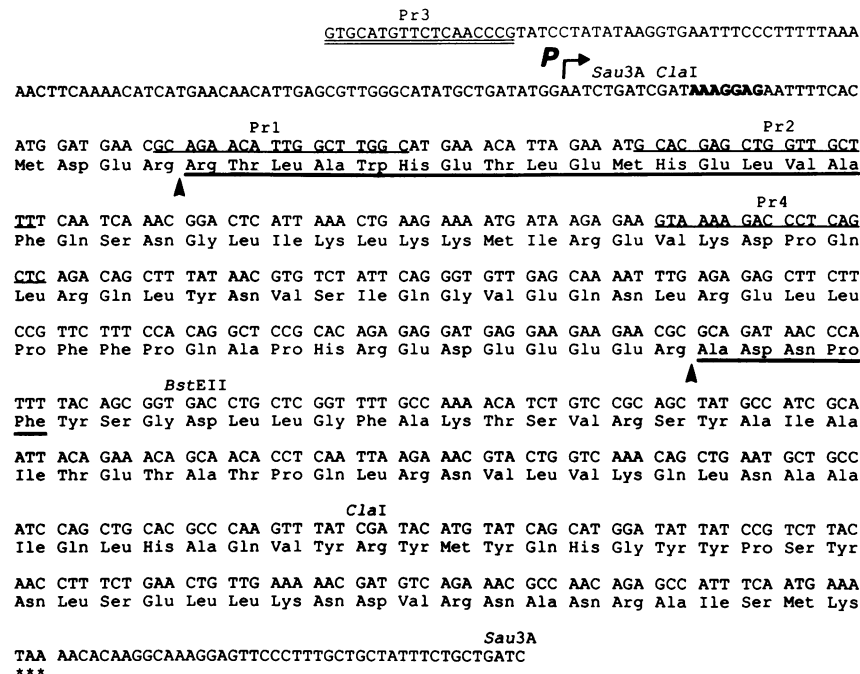 Pr3
GTGCATGTTCTCAACCCGTATCCTATATAAGGTGAATTTCCCTTTTTAAA
P
Sau3A ClaI
AACTTCAAAACATCATGAACAACATTGAGCGTTGGGCATATGCTGATATGGAATCTGATCGATAAAGGAGAATTTTCAC
Pr1 Pr2
ATG GAT GAA CGC AGA ACA TTG GCT TGG CAT GAA ACA TTA GAA ATG CAC GAG CTG GTT GCT
Met Asp Glu Arg Arg Thr Leu Ala Trp His Glu Thr Leu Glu Met His Glu Leu Val Ala
Pr4
TTT CAA TCA AAC GGA CTC ATT AAA CTG AAG AAA ATG ATA AGA GAA GTA AAA GAC CCT CAG
Phe Gln Ser Asn Gly Leu Ile Lys Leu Lys Lys Met Ile Arg Glu Val Lys Asp Pro Gln
CTC AGA CAG CTT TAT AAC GTG TCT ATT CAG GGT GTT GAG CAA AAT TTG AGA GAG CTT CTT
Leu Arg Gln Leu Tyr Asn Val Ser Ile Gln Gly Val Glu Gln Asn Leu Arg Glu Leu Leu
CCG TTC TTT CCA CAG GCT CCG CAC AGA GAG GAT GAG GAA GAA GAA CGC GCA GAT AAC CCA
Pro Phe Phe Pro Gln Ala Pro His Arg Glu Asp Glu Glu Glu Glu Arg Ala Asp Asn Pro
BstEII
TTT TAC AGC GGT GAC CTG CTC GGT TTT GCC AAA ACA TCT GTC CGC AGC TAT GCC ATC GCA
Phe Tyr Ser Gly Asp Leu Leu Gly Phe Ala Lys Thr Ser Val Arg Ser Tyr Ala Ile Ala
ATT ACA GAA ACA GCA ACA CCT CAA TTA AGA AAC GTA CTG GTC AAA CAG CTG AAT GCT GCC
Ile Thr Glu Thr Ala Thr Pro Gln Leu Arg Asn Val Leu Val Lys Gln Leu Asn Ala Ala
ClaI
ATC CAG CTG CAC GCC CAA GTT TAT CGA TAC ATG TAT CAG CAT GGA TAT TAT CCG TCT TAC
Ile Gln Leu His Ala Gln Val Tyr Arg Tyr Met Tyr Gln His Gly Tyr Tyr Pro Ser Tyr
AAC CTT TCT GAA CTG TTG AAA AAC GAT GTC AGA AAC GCC AAC AGA GCC ATT TCA ATG AAA
Asn Leu Ser Glu Leu Leu Lys Asn Asp Val Arg Asn Ala Asn Arg Ala Ile Ser Met Lys
Sau3A
TAA AACACAAGGCAAAGGAGTTCCCTTTGCTGCTATTTCTGCTGATC
***